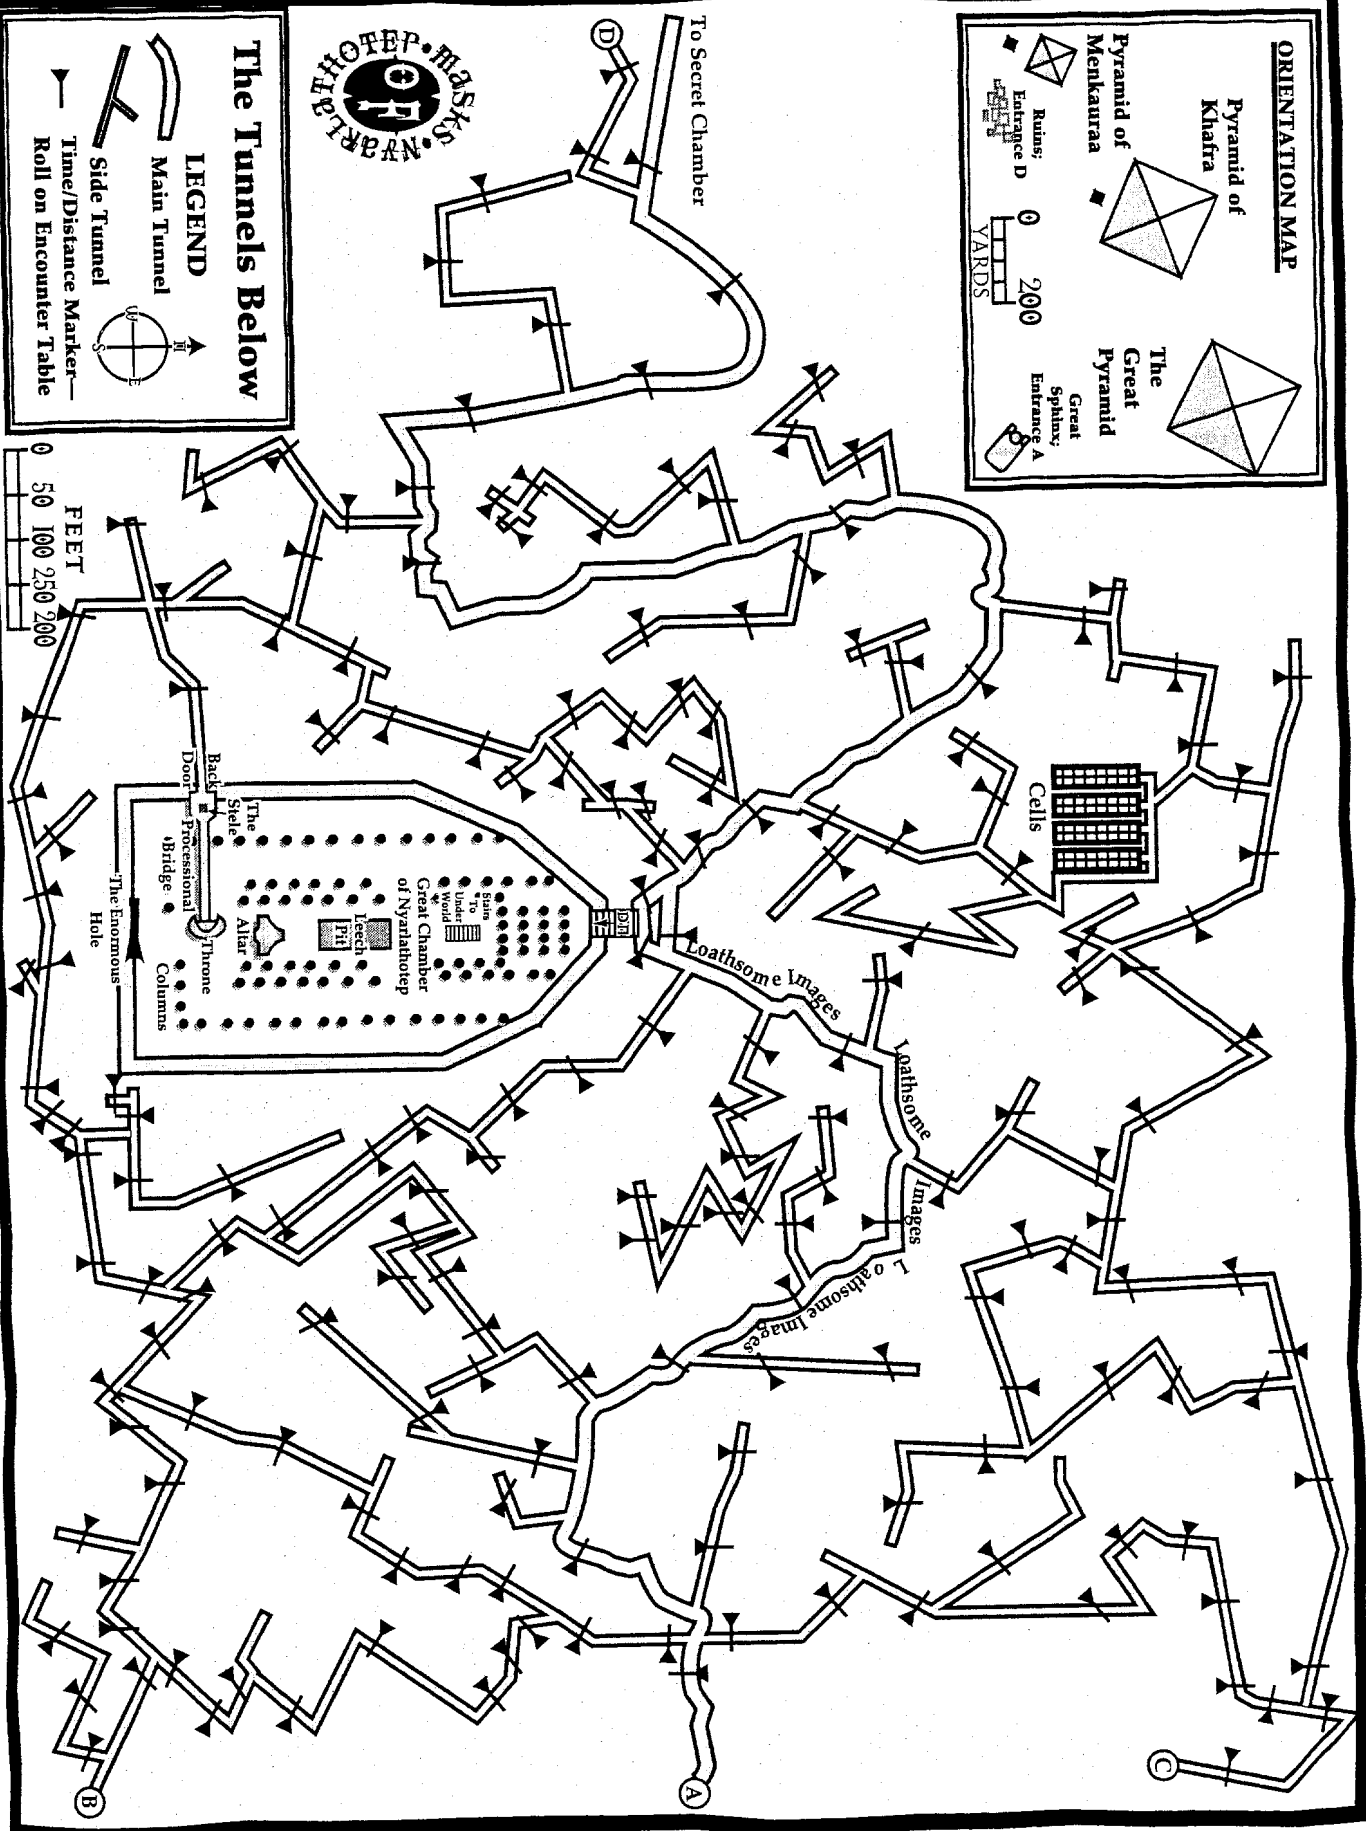 The Tunnels Below
LEGEND
Main Tunnel
Side Tunnel
Time/Distance Marker—
Roll on Encounter Table
N
W
E
S
MASKS • NYARLATHOTEP •
OF
D
To Secret Chamber
ORIENTATION MAP
Pyramid of
Khafra
Pyramid of
Menkauraa
Ruins;
Entrance D
0 200
YARDS
The
Great
Pyramid
Great
Sphinx;
Entrance A
FEET
0 50 100 250 200
Cells
Back
Door
The
Stele
Processional
Bridge
Throne
Altar
Columns
The Enormous
Hole
Leech
Pit
Great Chamber
of Nyarlathotep
Stairs
To
Under
World
Loathsome Images
Loathsome Images
Loathsome Images
A
B
C